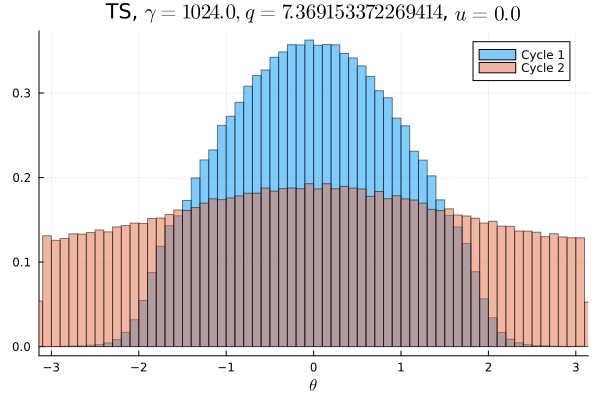 TS, γ = 1024.0, q = 7.369153372269414, u = 0.0
Cycle 1
Cycle 2
0.3
0.2
0.1
0.0
−3 −2 −1 0 1 2 3
θ